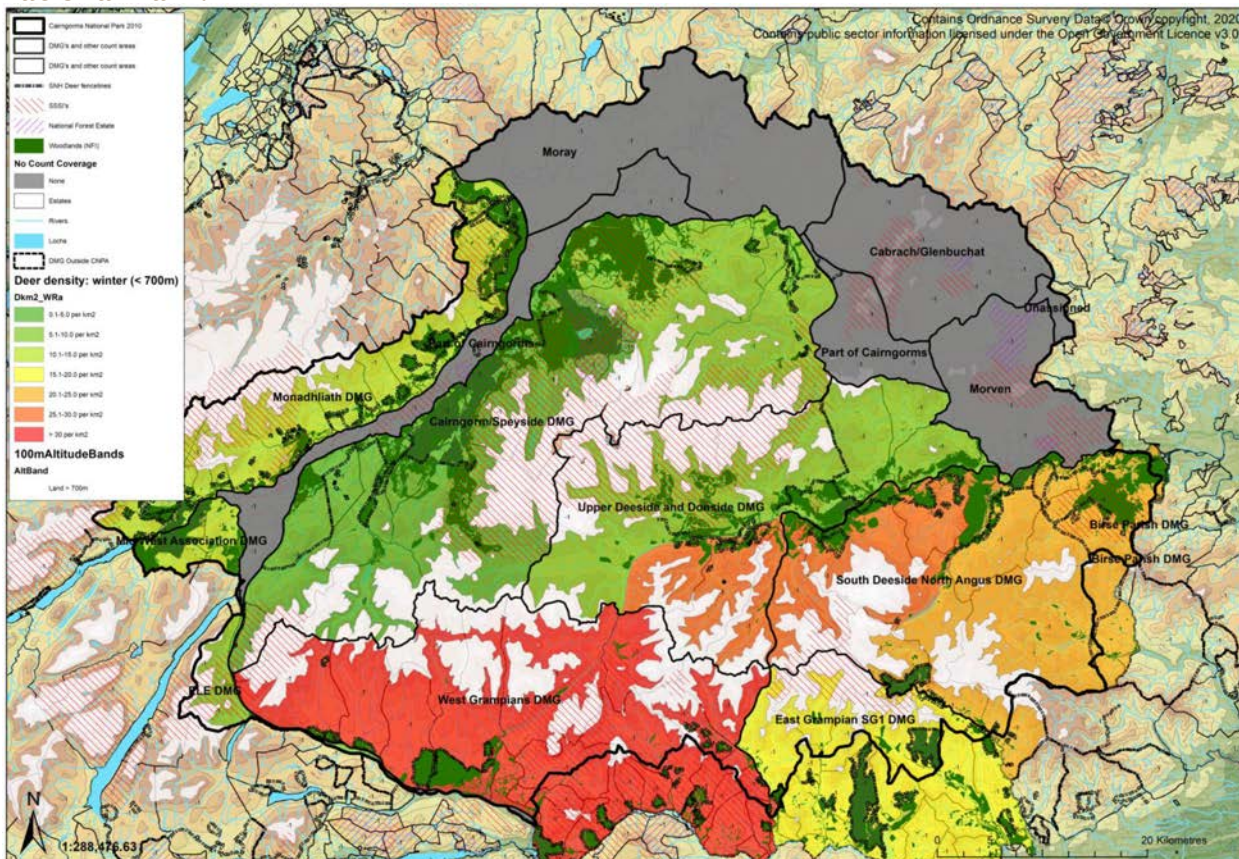 Contains Ordnance Survery Data© Crown copyright, 2020
Contains public sector information licensed under the Open Government Licence v3.0
Cairngorms National Park 2010
DMG's and other count areas
DMG's and other count areas
SNH Deer fencelines
SSSI's
National Forest Estate
Woodlands (NFI)
No Count Coverage
None
Estates
Rivers
Lochs
DMG Outside CNPA
Deer density: winter (< 700m)
Dkm2_WRa
0.1-5.0 per km2
5.1-10.0 per km2
10.1-15.0 per km2
15.1-20.0 per km2
20.1-25.0 per km2
25.1-30.0 per km2
> 30 per km2
100mAltitudeBands
AltBand
Land > 700m
Moray
Cabrach/Glenbuchat
Unassigned
Part of Cairngorms
Part of Cairngorms
Morven
Monadhliath DMG
Cairngorm/Speyside DMG
Upper Deeside and Donside DMG
Mid West Association DMG
Birse Parish DMG
Birse Parish DMG
South Deeside North Angus DMG
ELE DMG
West Grampians DMG
East Grampian SG1 DMG
N
1:288,476.63
0 5 10 20 Kilometres